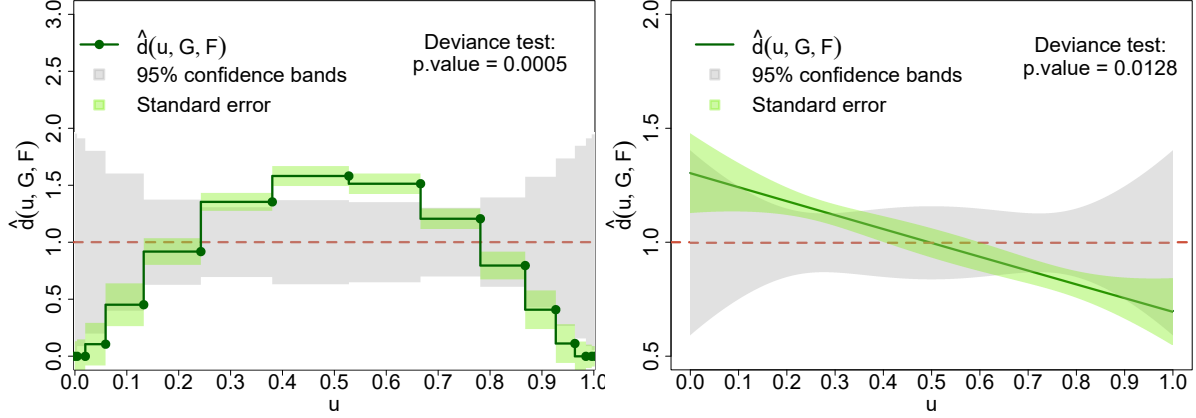 d̂(u, G, F)
95% confidence bands
Standard error
Deviance test:
p.value = 0.0005
d̂(u, G, F)
3.0
2.5
2.0
1.5
1.0
0.5
0.0
0.0 0.1 0.2 0.3 0.4 0.5 0.6 0.7 0.8 0.9 1.0
u
d̂(u, G, F)
95% confidence bands
Standard error
Deviance test:
p.value = 0.0128
d̂(u, G, F)
2.0
1.5
1.0
0.5
0.0 0.1 0.2 0.3 0.4 0.5 0.6 0.7 0.8 0.9 1.0
u